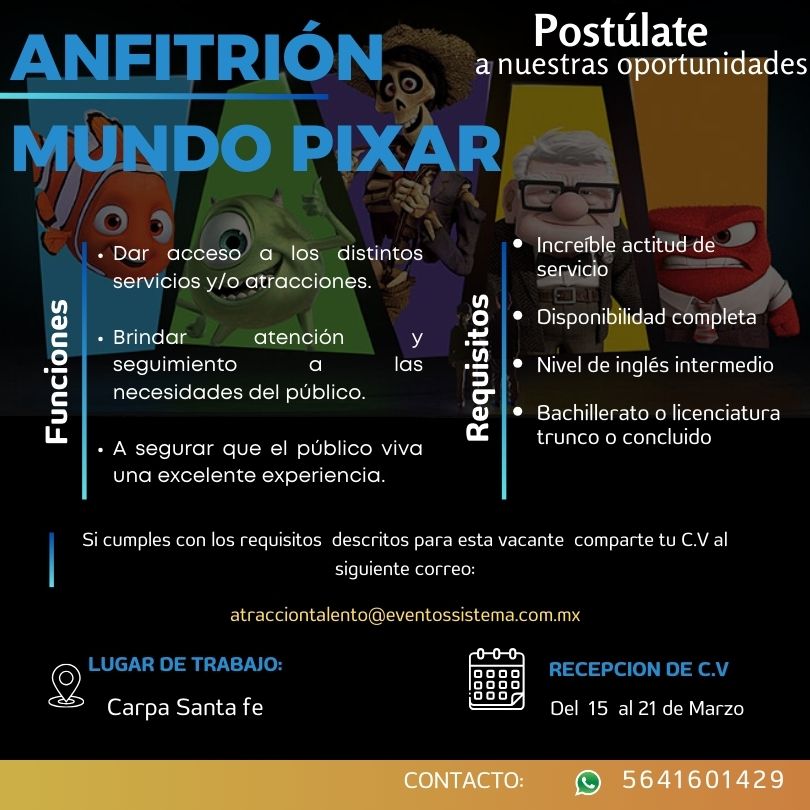 ANFITRIÓN
MUNDO PIXAR
Postúlate
a nuestras oportunidades
Funciones
• Dar acceso a los distintos
servicios y/o atracciones.
• Brindar atención y
seguimiento a las
necesidades del público.
• A segurar que el público viva
una excelente experiencia.
Requisitos
• Increíble actitud de
servicio
• Disponibilidad completa
• Nivel de inglés intermedio
• Bachillerato o licenciatura
trunco o concluido
Si cumples con los requisitos descritos para esta vacante comparte tu C.V al
siguiente correo:
atracciontalento@eventossistema.com.mx
LUGAR DE TRABAJO:
Carpa Santa fe
RECEPCION DE C.V
Del 15 al 21 de Marzo
CONTACTO: 5641601429